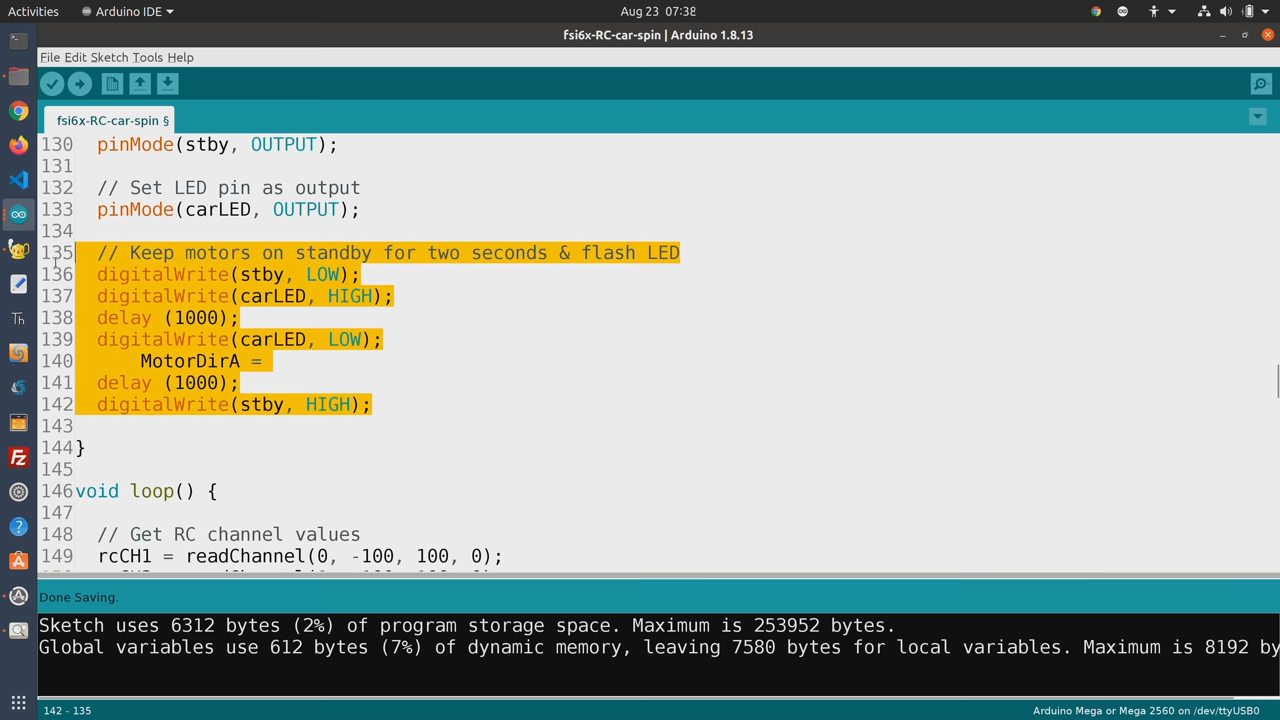 Activities
Arduino IDE
Aug 23 07:38
fsi6x-RC-car-spin | Arduino 1.8.13
File Edit Sketch Tools Help
fsi6x-RC-car-spin §
130 pinMode(stby, OUTPUT);
131
132 // Set LED pin as output
133 pinMode(carLED, OUTPUT);
134
135 // Keep motors on standby for two seconds & flash LED
136 digitalWrite(stby, LOW);
137 digitalWrite(carLED, HIGH);
138 delay (1000);
139 digitalWrite(carLED, LOW);
140 MotorDirA =
141 delay (1000);
142 digitalWrite(stby, HIGH);
143
144 }
145
146 void loop() {
147
148 // Get RC channel values
149 rcCH1 = readChannel(0, -100, 100, 0);
Done Saving.
Sketch uses 6312 bytes (2%) of program storage space. Maximum is 253952 bytes.
Global variables use 612 bytes (7%) of dynamic memory, leaving 7580 bytes for local variables. Maximum is 8192 by
142 - 135
Arduino Mega or Mega 2560 on /dev/ttyUSB0